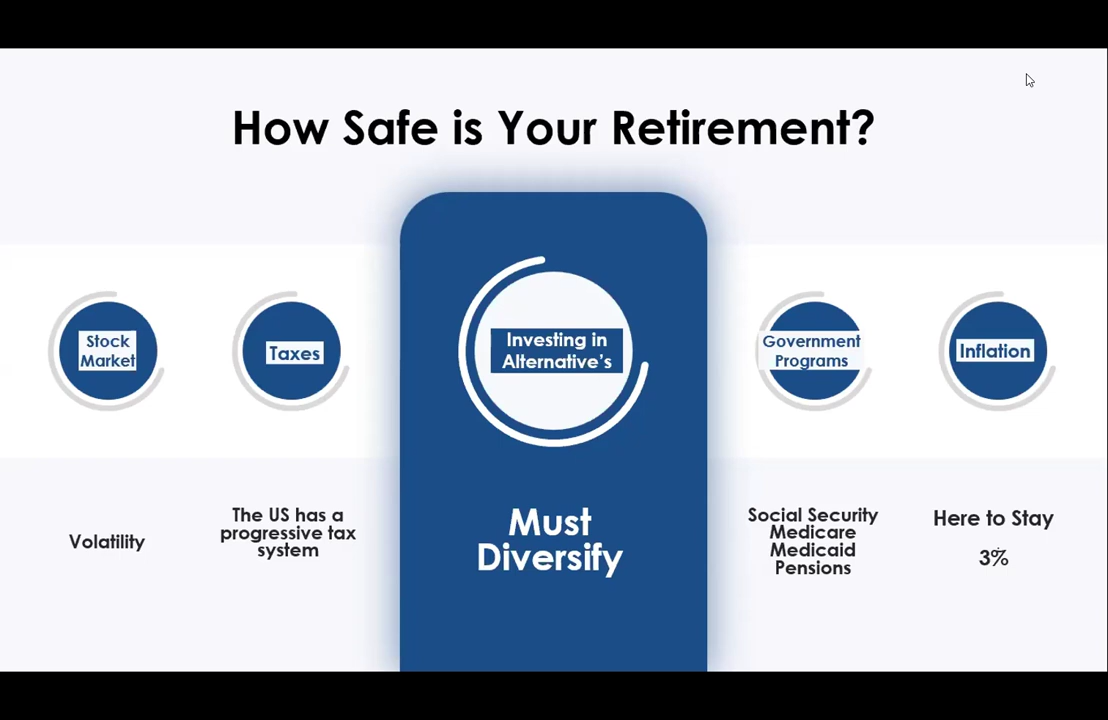 How Safe is Your Retirement?
Stock
Market
Volatility
Taxes
The US has a
progressive tax
system
Investing in
Alternative's
Must
Diversify
Government
Programs
Social Security
Medicare
Medicaid
Pensions
Inflation
Here to Stay
3%